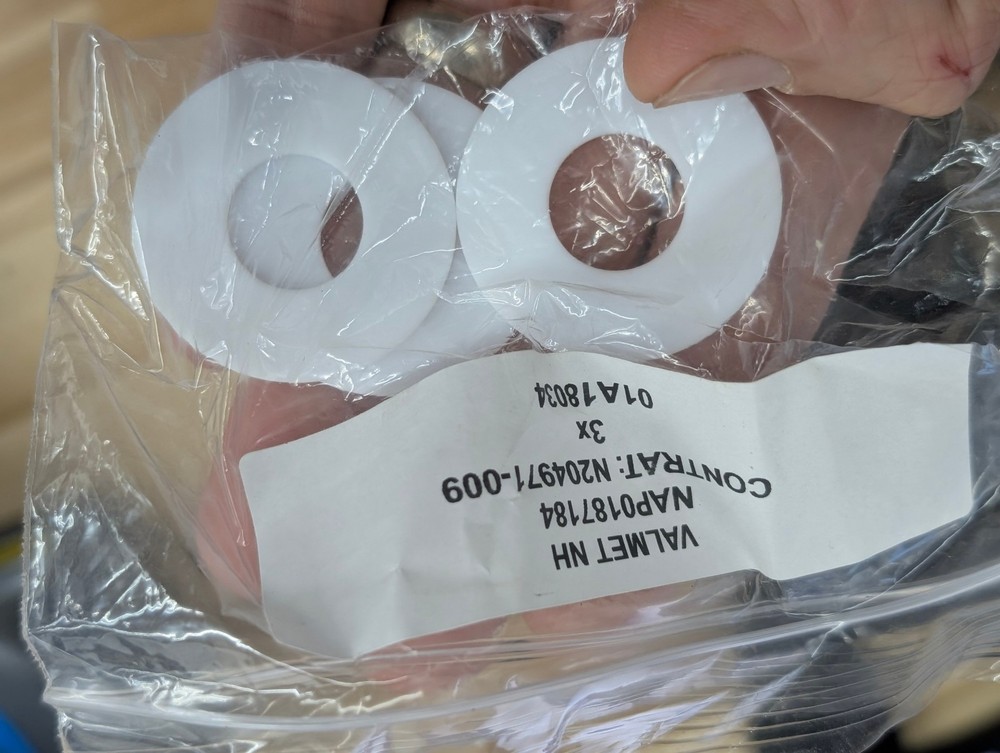 VALMET NH
NAP0187184
CONTRAT: N204971-009
3x
01A18034